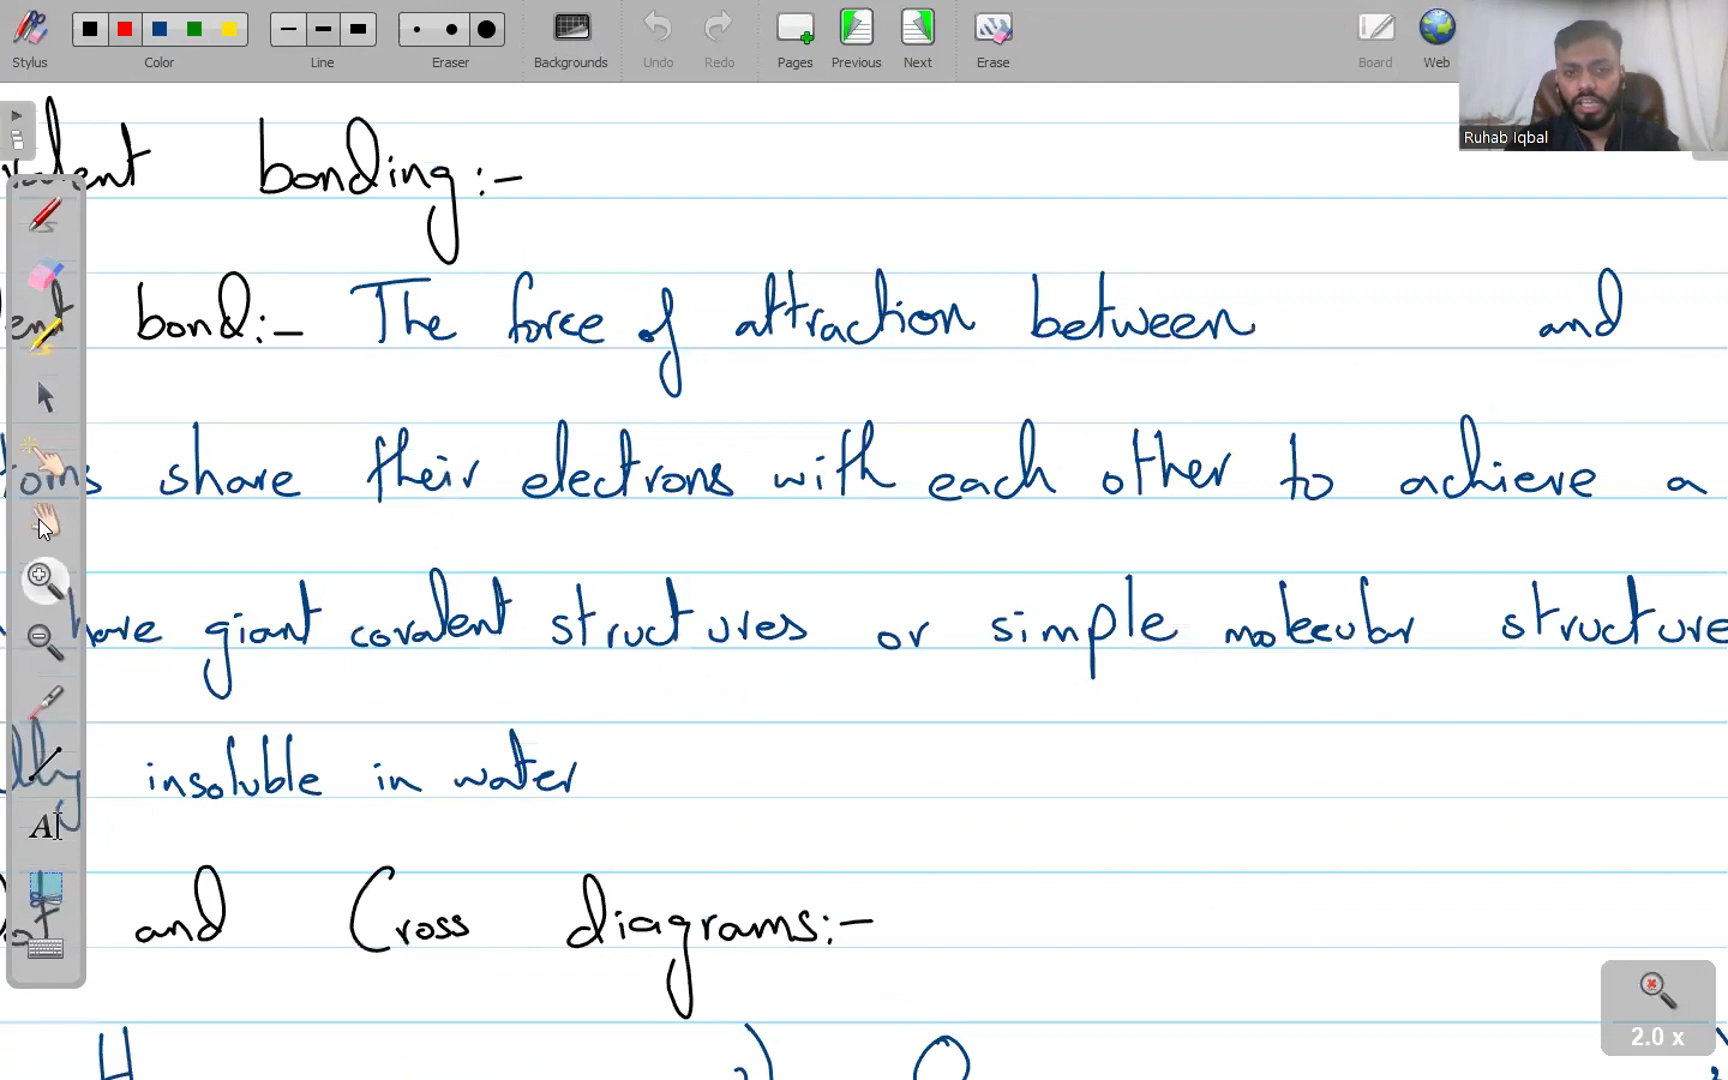 Stylus Color Line Eraser Backgrounds Undo Redo Pages Previous Next Erase Board Web
Ruhab Iqbal
bonding:-
bond:- The force of attraction between and
share their electrons with each other to achieve a
have giant covalent structures or simple molecular structure
insoluble in water
and Cross diagrams:-
H
2.0 x